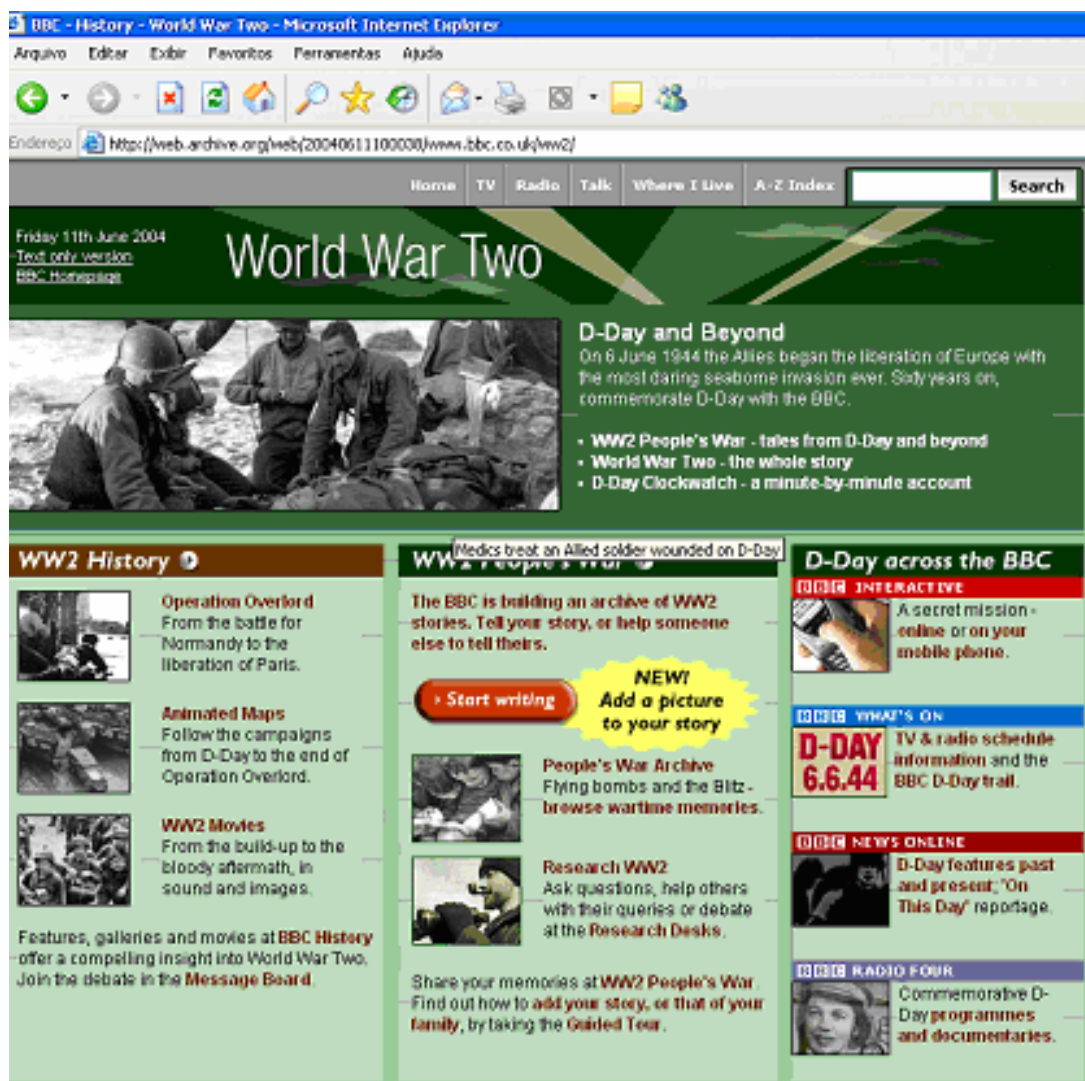 BBC - History - World War Two - Microsoft Internet Explorer
Arquivo Editar Exibir Favoritos Ferramentas Ajuda
Endereço http://web.archive.org/web/20040611100038/www.bbc.co.uk/ww2/
Home TV Radio Talk Where I Live A-Z Index Search
Friday 11th June 2004
Text only version
BBC Homepage
World War Two
D-Day and Beyond
On 6 June 1944 the Allies began the liberation of Europe with
the most daring seaborne invasion ever. Sixty years on,
commemorate D-Day with the BBC.
• WW2 People's War - tales from D-Day and beyond
• World War Two - the whole story
• D-Day Clockwatch - a minute-by-minute account
Medics treat an Allied soldier wounded on D-Day
WW2 History
Operation Overlord
From the battle for
Normandy to the
liberation of Paris.
Animated Maps
Follow the campaigns
from D-Day to the end of
Operation Overlord.
WW2 Movies
From the build-up to the
bloody aftermath, in
sound and images.
Features, galleries and movies at BBC History
offer a compelling insight into World War Two.
Join the debate in the Message Board.
WW2 People's War
The BBC is building an archive of WW2
stories. Tell your story, or help someone
else to tell theirs.
Start writing
NEW!
Add a picture
to your story
People's War Archive
Flying bombs and the Blitz -
browse wartime memories.
Research WW2
Ask questions, help others
with their queries or debate
at the Research Desks.
Share your memories at WW2 People's War.
Find out how to add your story, or that of your
family, by taking the Guided Tour.
D-Day across the BBC
BBC INTERACTIVE
A secret mission -
online or on your
mobile phone.
BBC WHAT'S ON
D-DAY
6.6.44
TV & radio schedule
information and the
BBC D-Day trail.
BBC NEWS ONLINE
D-Day features past
and present; 'On
This Day' reportage.
BBC RADIO FOUR
Commemorative D-
Day programmes
and documentaries.